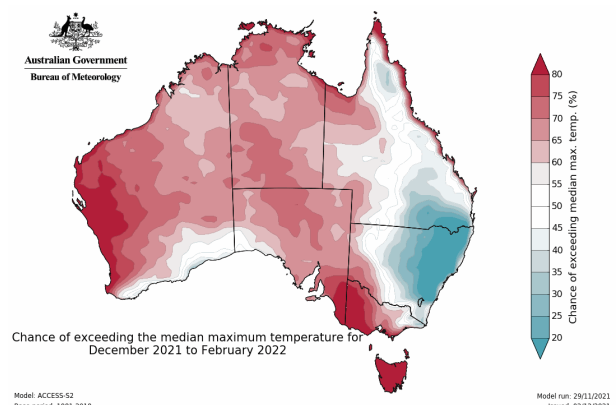 Australian Government
Bureau of Meteorology
80
75
70
65
60
55
50
45
40
35
30
25
20
Chance of exceeding median max. temp. (%)
Chance of exceeding the median maximum temperature for
December 2021 to February 2022
Model: ACCESS-S2
Model run: 29/11/2021